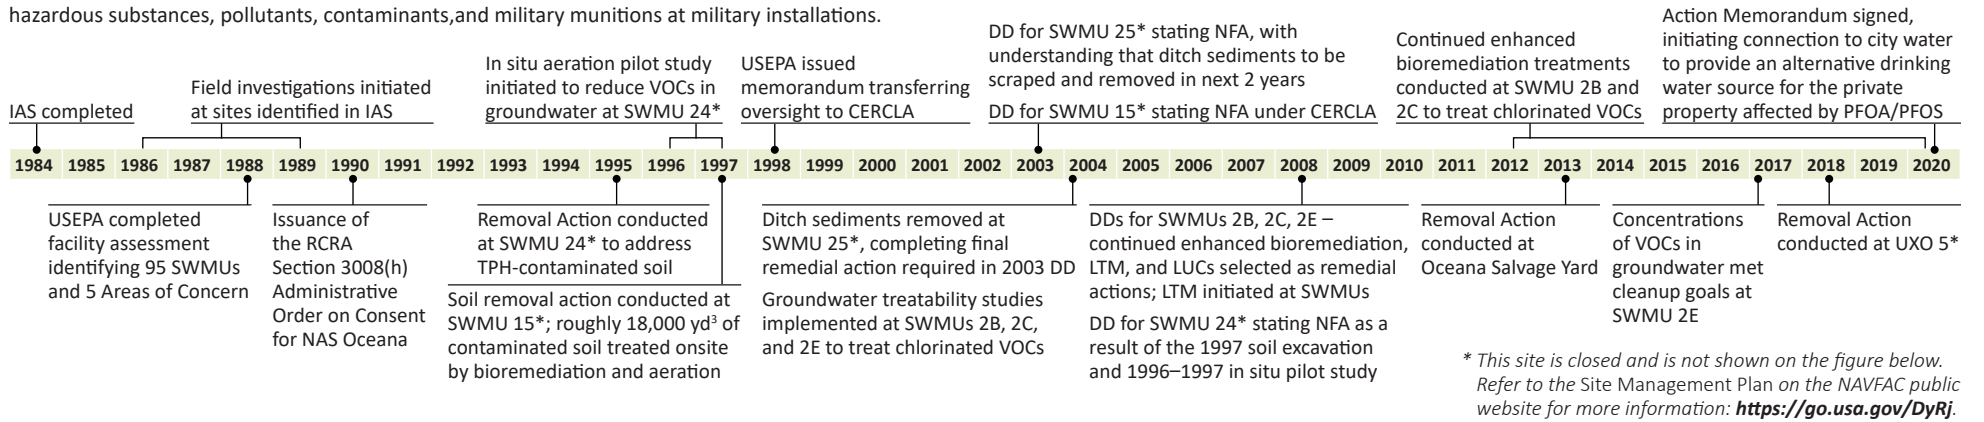 hazardous substances, pollutants, contaminants,and military munitions at military installations.
IAS completed
Field investigations initiated
at sites identified in IAS
In situ aeration pilot study
initiated to reduce VOCs in
groundwater at SWMU 24*
USEPA issued
memorandum transferring
oversight to CERCLA
DD for SWMU 25* stating NFA, with
understanding that ditch sediments to be
scraped and removed in next 2 years
DD for SWMU 15* stating NFA under CERCLA
Continued enhanced
bioremediation treatments
conducted at SWMU 2B and
2C to treat chlorinated VOCs
Action Memorandum signed,
initiating connection to city water
to provide an alternative drinking
water source for the private
property affected by PFOA/PFOS
1984 1985 1986 1987 1988 1989 1990 1991 1992 1993 1994 1995 1996 1997 1998 1999 2000 2001 2002 2003 2004 2005 2006 2007 2008 2009 2010 2011 2012 2013 2014 2015 2016 2017 2018 2019 2020
USEPA completed
facility assessment
identifying 95 SWMUs
and 5 Areas of Concern
Issuance of
the RCRA
Section 3008(h)
Administrative
Order on Consent
for NAS Oceana
Removal Action conducted
at SWMU 24* to address
TPH-contaminated soil
Soil removal action conducted at
SWMU 15*; roughly 18,000 yd³ of
contaminated soil treated onsite
by bioremediation and aeration
Ditch sediments removed at
SWMU 25*, completing final
remedial action required in 2003 DD
Groundwater treatability studies
implemented at SWMUs 2B, 2C,
and 2E to treat chlorinated VOCs
DDs for SWMUs 2B, 2C, 2E –
continued enhanced bioremediation,
LTM, and LUCs selected as remedial
actions; LTM initiated at SWMUs
DD for SWMU 24* stating NFA as a
result of the 1997 soil excavation
and 1996–1997 in situ pilot study
Removal Action
conducted at
Oceana Salvage Yard
Concentrations
of VOCs in
groundwater met
cleanup goals at
SWMU 2E
Removal Action
conducted at UXO 5*
* This site is closed and is not shown on the figure below.
Refer to the Site Management Plan on the NAVFAC public
website for more information: https://go.usa.gov/DyRj.